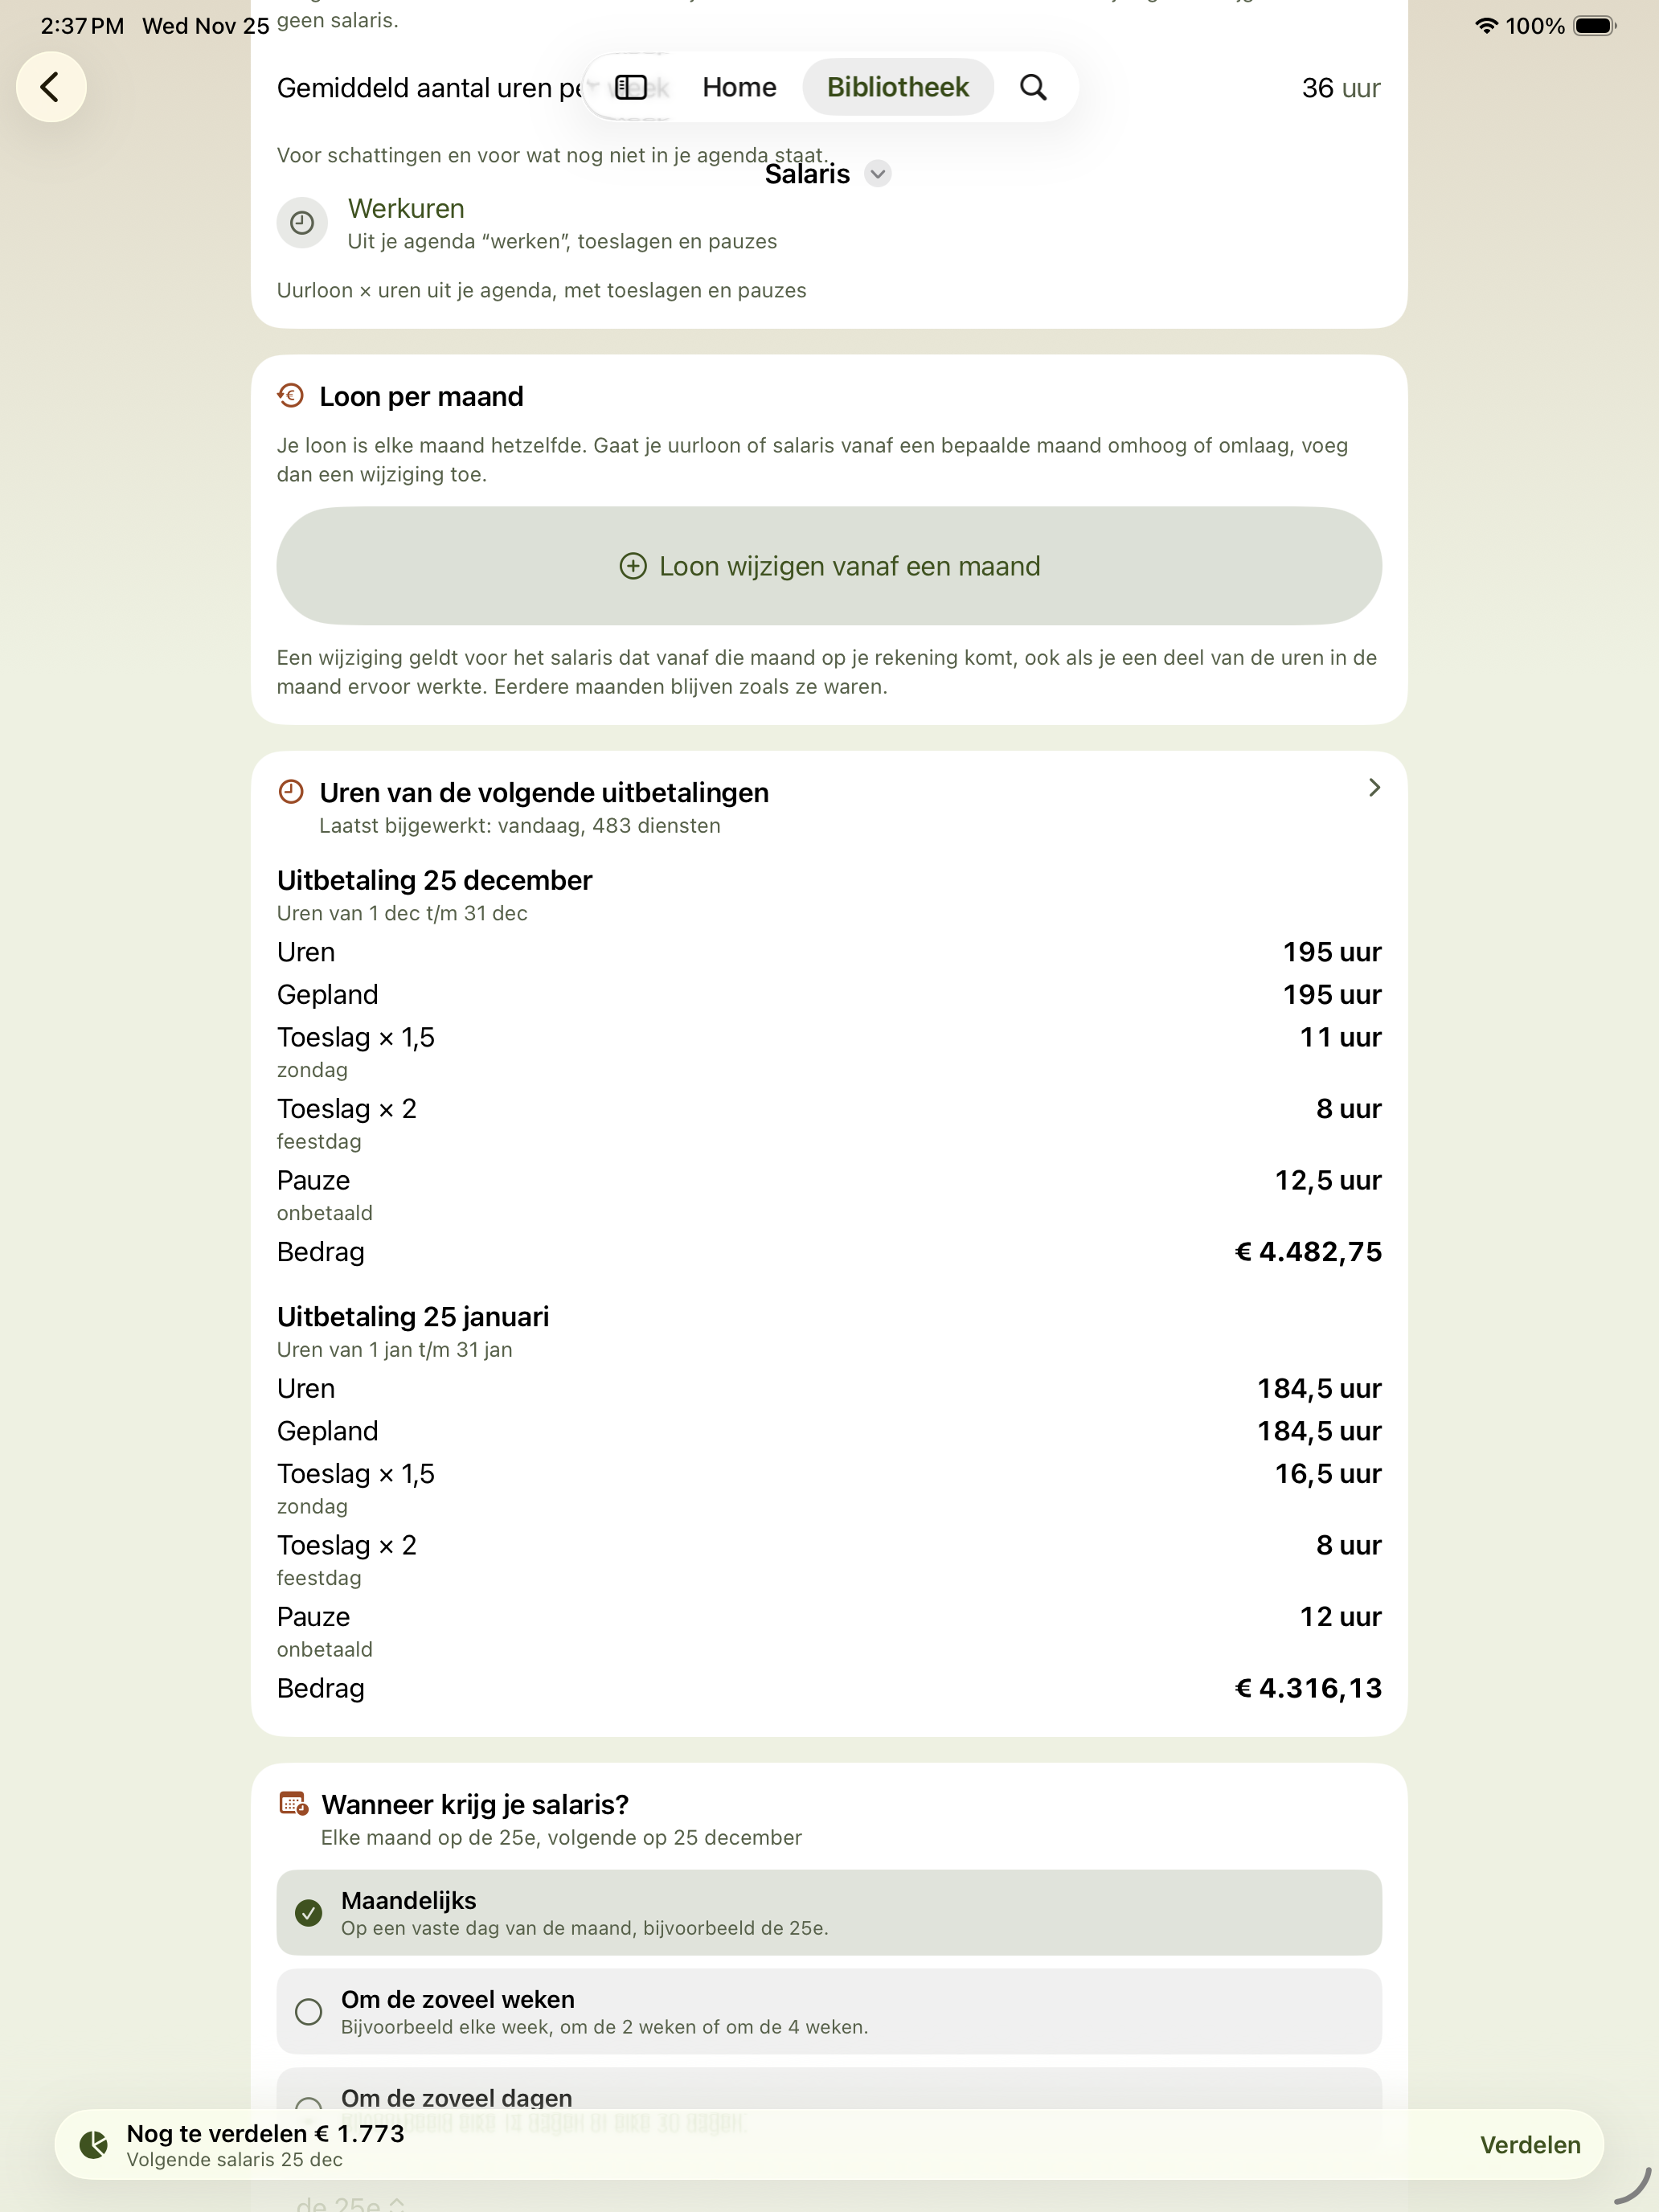 2:37 PM Wed Nov 25
100%
geen salaris.
Gemiddeld aantal uren per week
36 uur
Home
Bibliotheek
Voor schattingen en voor wat nog niet in je agenda staat.
Salaris
Werkuren
Uit je agenda “werken”, toeslagen en pauzes
Uurloon × uren uit je agenda, met toeslagen en pauzes
Loon per maand
Je loon is elke maand hetzelfde. Gaat je uurloon of salaris vanaf een bepaalde maand omhoog of omlaag, voeg
dan een wijziging toe.
Loon wijzigen vanaf een maand
Een wijziging geldt voor het salaris dat vanaf die maand op je rekening komt, ook als je een deel van de uren in de
maand ervoor werkte. Eerdere maanden blijven zoals ze waren.
Uren van de volgende uitbetalingen
Laatst bijgewerkt: vandaag, 483 diensten
Uitbetaling 25 december
Uren van 1 dec t/m 31 dec
Uren 195 uur
Gepland 195 uur
Toeslag × 1,5 11 uur
zondag
Toeslag × 2 8 uur
feestdag
Pauze 12,5 uur
onbetaald
Bedrag € 4.482,75
Uitbetaling 25 januari
Uren van 1 jan t/m 31 jan
Uren 184,5 uur
Gepland 184,5 uur
Toeslag × 1,5 16,5 uur
zondag
Toeslag × 2 8 uur
feestdag
Pauze 12 uur
onbetaald
Bedrag € 4.316,13
Wanneer krijg je salaris?
Elke maand op de 25e, volgende op 25 december
Maandelijks
Op een vaste dag van de maand, bijvoorbeeld de 25e.
Om de zoveel weken
Bijvoorbeeld elke week, om de 2 weken of om de 4 weken.
Om de zoveel dagen
Nog te verdelen € 1.773
Volgende salaris 25 dec
Verdelen
de 25e